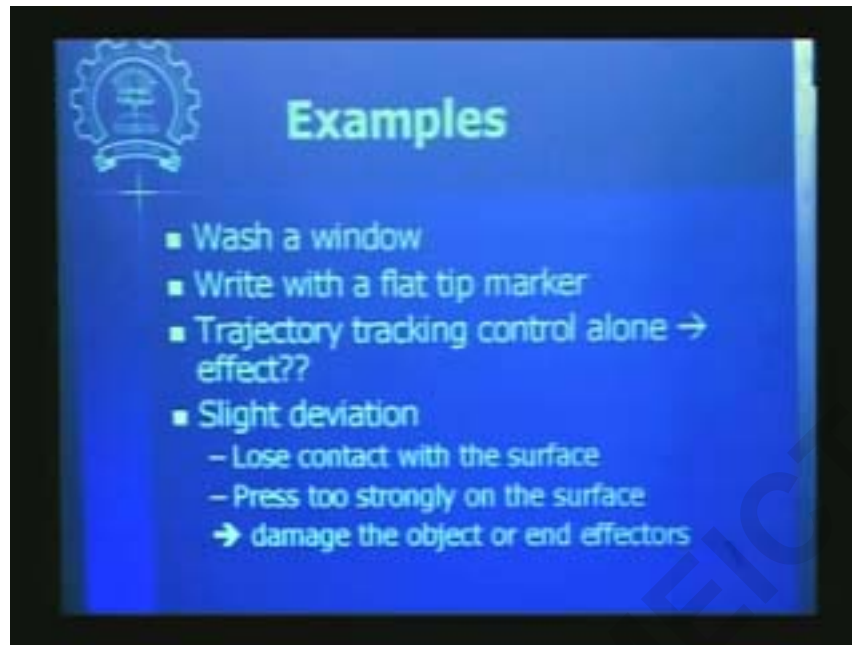 Examples
■ Wash a window
■ Write with a flat tip marker
■ Trajectory tracking control alone →
effect??
■ Slight deviation
– Lose contact with the surface
– Press too strongly on the surface
→ damage the object or end effectors
EICT